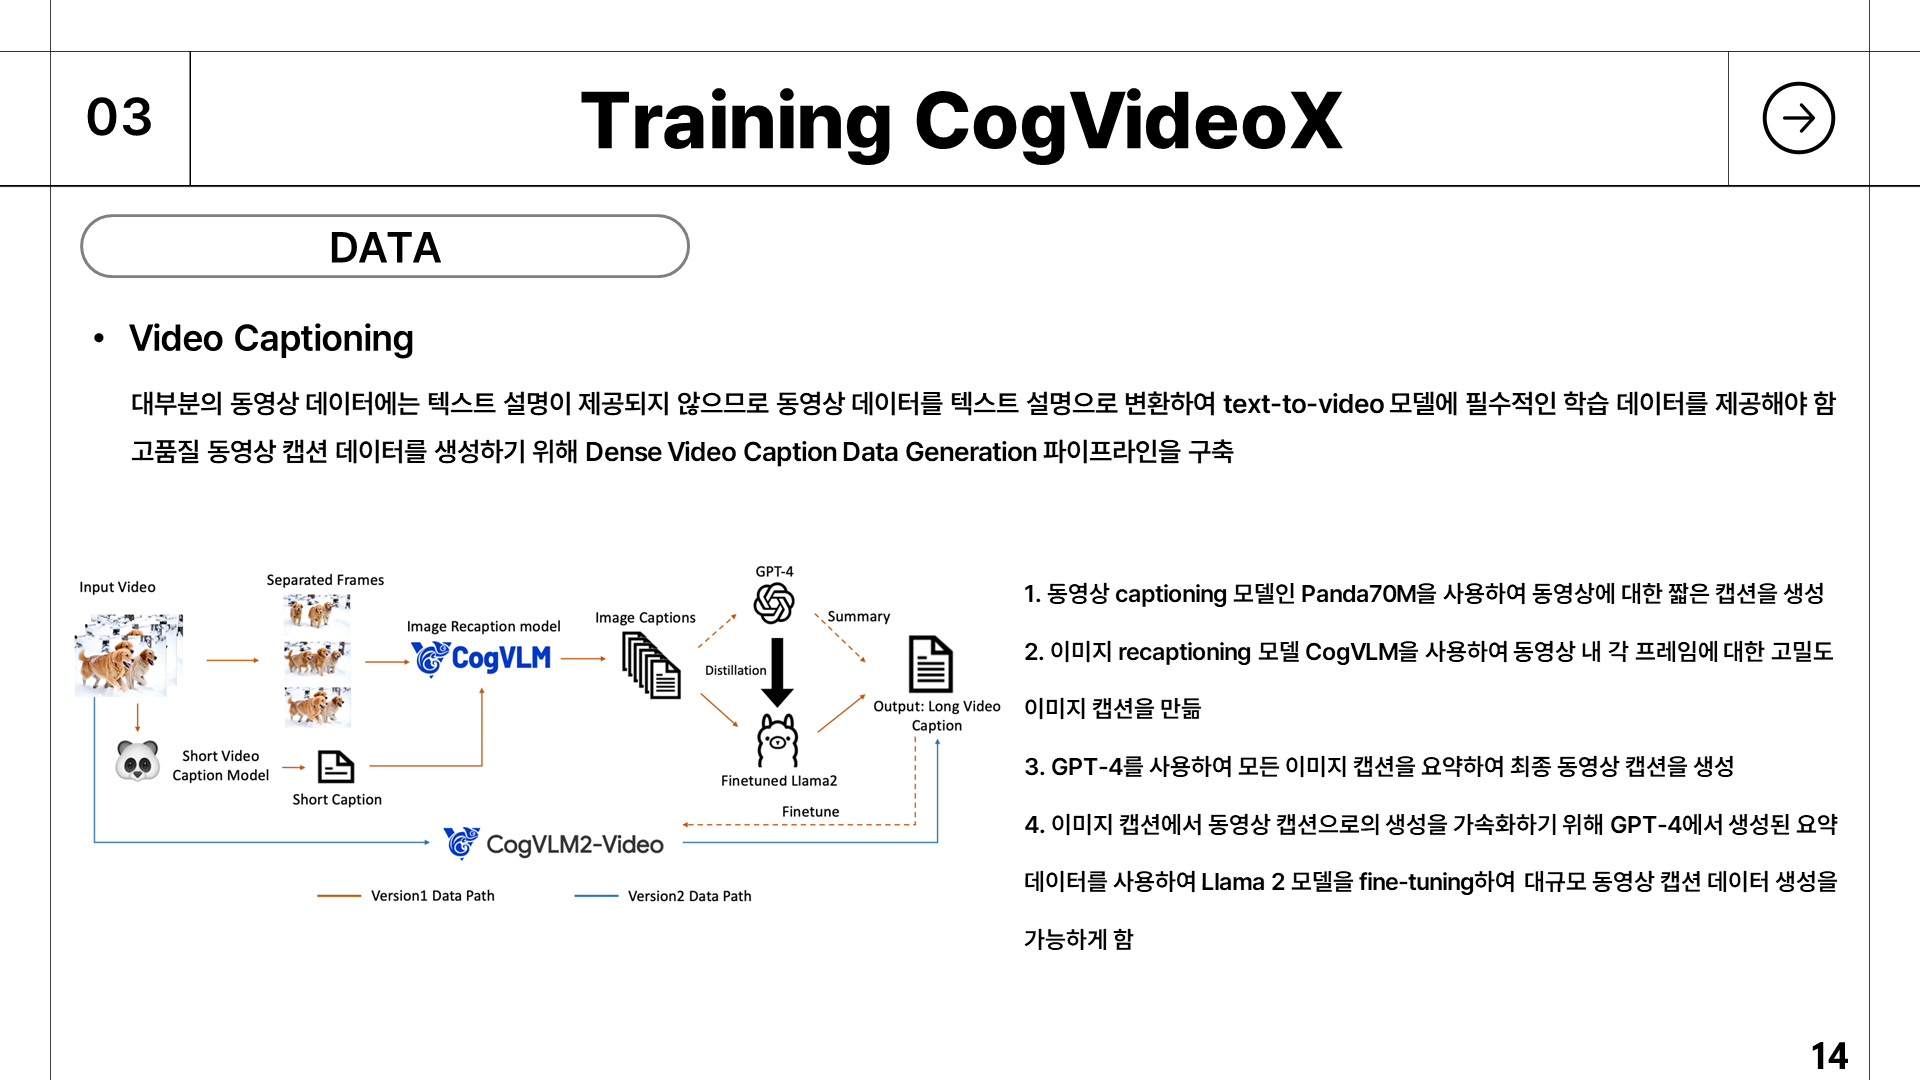 03
Training CogVideoX
DATA
• Video Captioning
대부분의 동영상 데이터에는 텍스트 설명이 제공되지 않으므로 동영상 데이터를 텍스트 설명으로 변환하여 text-to-video 모델에 필수적인 학습 데이터를 제공해야 함
고품질 동영상 캡션 데이터를 생성하기 위해 Dense Video Caption Data Generation 파이프라인을 구축
Input Video
Separated Frames
Image Recaption model
CogVLM
Image Captions
GPT-4
Summary
Distillation
Output: Long Video
Caption
Short Video
Caption Model
Short Caption
Finetuned Llama2
Finetune
CogVLM2-Video
Version1 Data Path
Version2 Data Path
1. 동영상 captioning 모델인 Panda70M을 사용하여 동영상에 대한 짧은 캡션을 생성
2. 이미지 recaptioning 모델 CogVLM을 사용하여 동영상 내 각 프레임에 대한 고밀도
이미지 캡션을 만듦
3. GPT-4를 사용하여 모든 이미지 캡션을 요약하여 최종 동영상 캡션을 생성
4. 이미지 캡션에서 동영상 캡션으로의 생성을 가속화하기 위해 GPT-4에서 생성된 요약
데이터를 사용하여 Llama 2 모델을 fine-tuning하여 대규모 동영상 캡션 데이터 생성을
가능하게 함
14